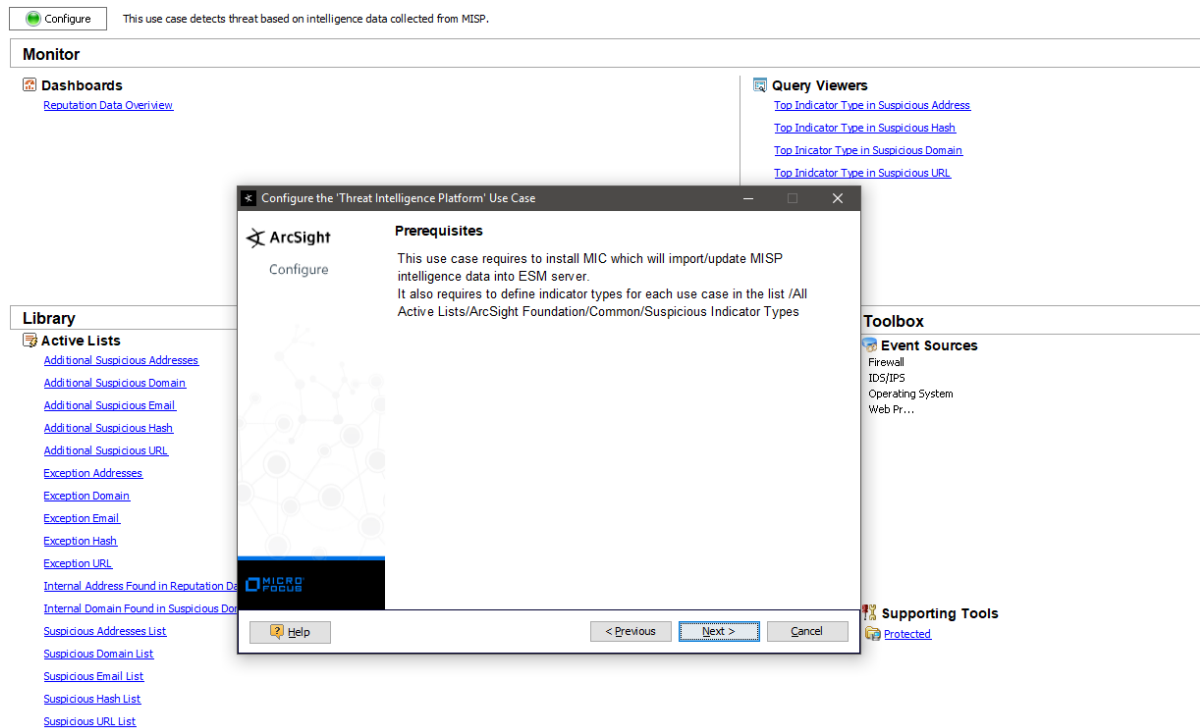 Configure
This use case detects threat based on intelligence data collected from MISP.
Monitor
Dashboards
Reputation Data Overiview
Query Viewers
Top Indicator Type in Suspicious Address
Top Indicator Type in Suspicious Hash
Top Inicator Type in Suspicious Domain
Top Inidcator Type in Suspicious URL
Configure the 'Threat Intelligence Platform' Use Case
ArcSight
Configure
Prerequisites
This use case requires to install MIC which will import/update MISP
intelligence data into ESM server.
It also requires to define indicator types for each use case in the list /All
Active Lists/ArcSight Foundation/Common/Suspicious Indicator Types
MICRO
FOCUS
Help
< Previous
Next >
Cancel
Library
Active Lists
Additional Suspicious Addresses
Additional Suspicious Domain
Additional Suspicious Email
Additional Suspicious Hash
Additional Suspicious URL
Exception Addresses
Exception Domain
Exception Email
Exception Hash
Exception URL
Internal Address Found in Reputation Da
Internal Domain Found in Suspicious Dor
Suspicious Addresses List
Suspicious Domain List
Suspicious Email List
Suspicious Hash List
Suspicious URL List
Toolbox
Event Sources
Firewall
IDS/IPS
Operating System
Web Pr...
Supporting Tools
Protected